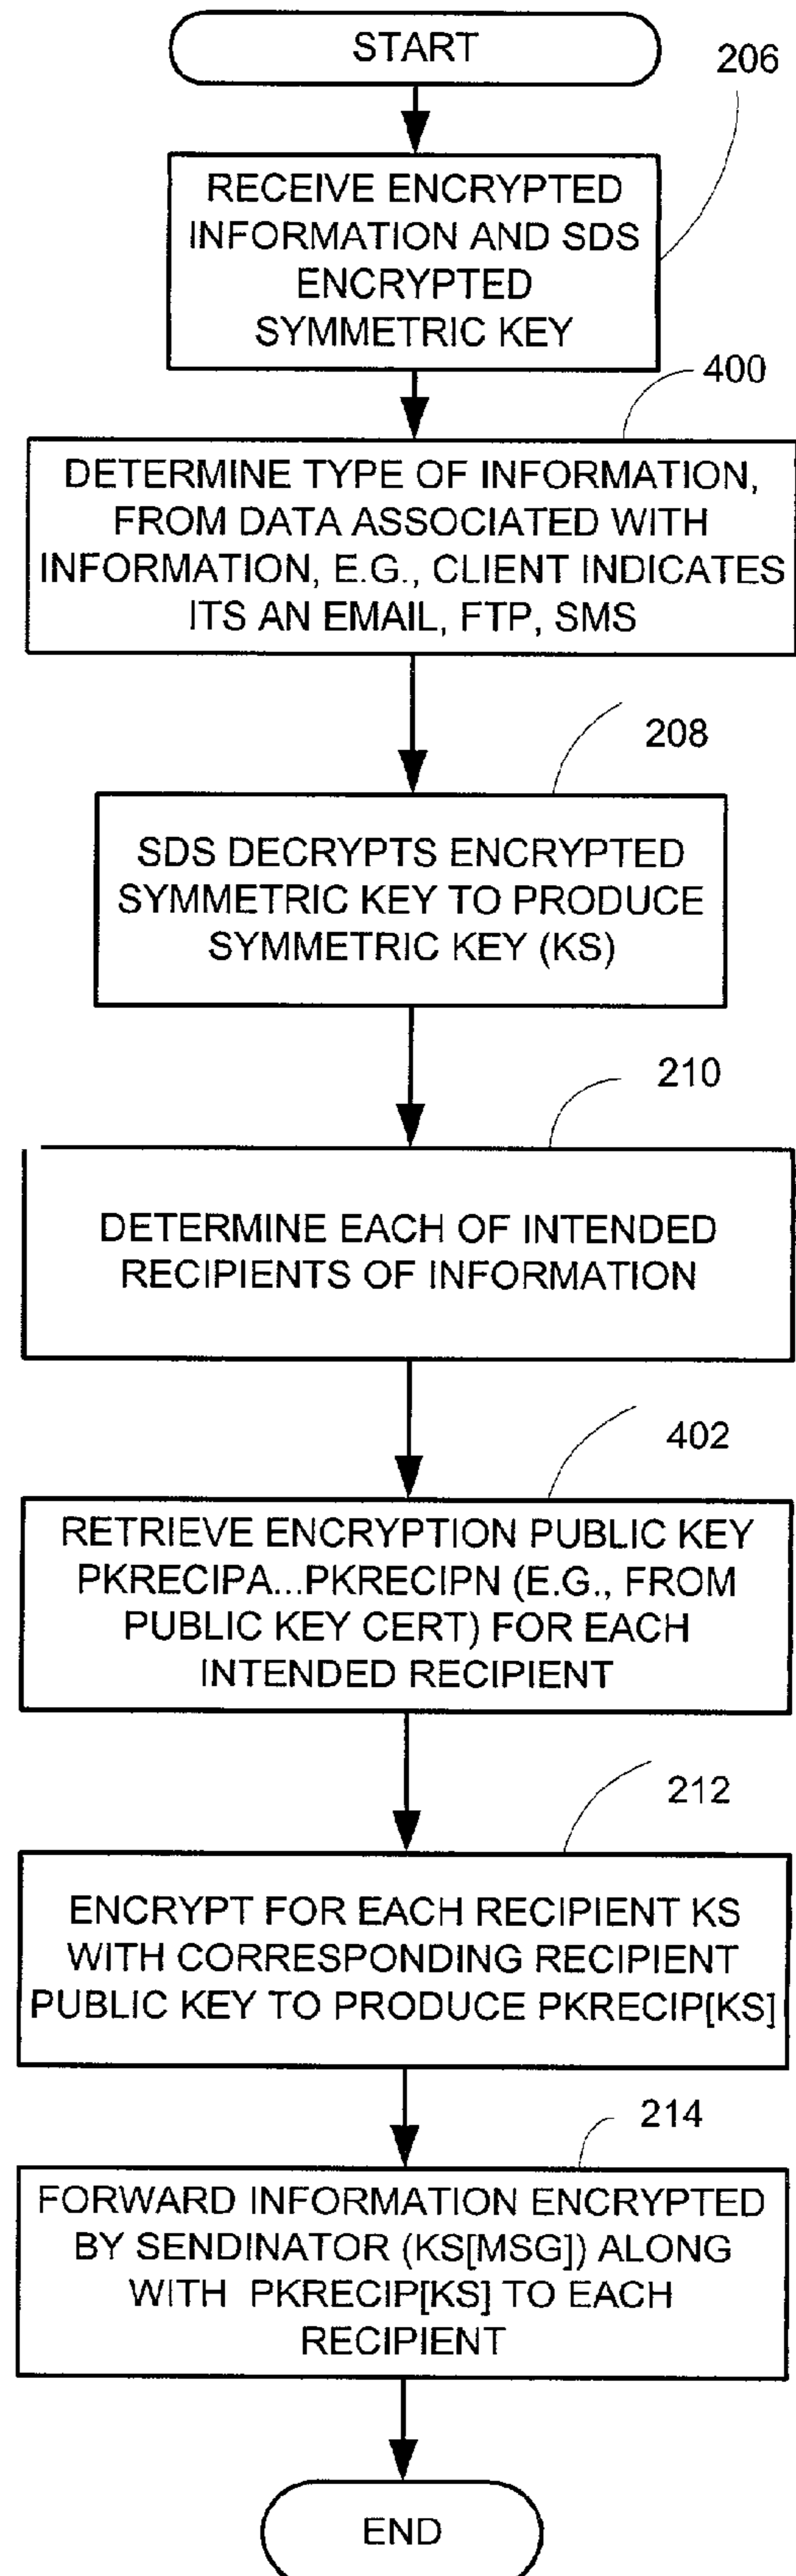 START
206
RECEIVE ENCRYPTED
INFORMATION AND SDS
ENCRYPTED
SYMMETRIC KEY
400
DETERMINE TYPE OF INFORMATION,
FROM DATA ASSOCIATED WITH
INFORMATION, E.G., CLIENT INDICATES
ITS AN EMAIL, FTP, SMS
208
SDS DECRYPTS ENCRYPTED
SYMMETRIC KEY TO PRODUCE
SYMMETRIC KEY (KS)
210
DETERMINE EACH OF INTENDED
RECIPIENTS OF INFORMATION
402
RETRIEVE ENCRYPTION PUBLIC KEY
PKRECIPA...PKRECIPN (E.G., FROM
PUBLIC KEY CERT) FOR EACH
INTENDED RECIPIENT
212
ENCRYPT FOR EACH RECIPIENT KS
WITH CORRESPONDING RECIPIENT
PUBLIC KEY TO PRODUCE PKRECIP[KS]
214
FORWARD INFORMATION ENCRYPTED
BY SENDINATOR (KS[MSG]) ALONG
WITH PKRECIP[KS] TO EACH
RECIPIENT
END